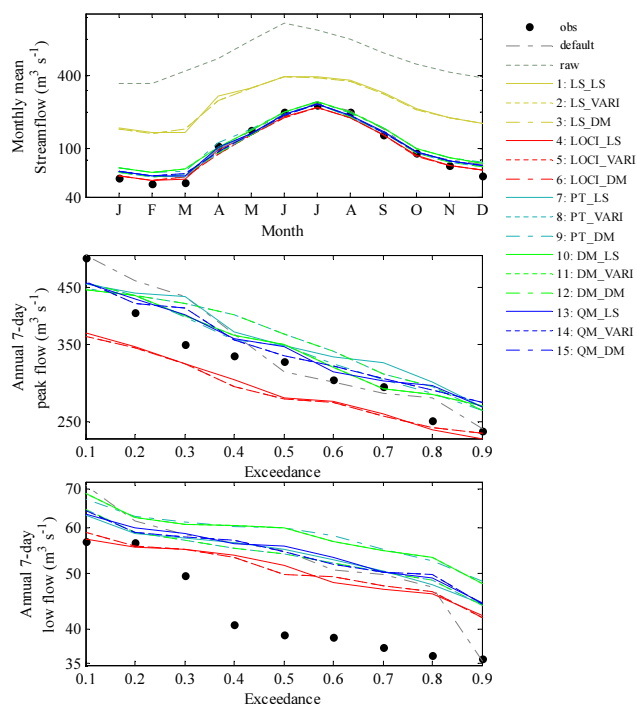 Monthly mean
Streamflow (m³ s⁻¹)
400
100
40
J F M A M J J A S O N D
Month
Annual 7-day
peak flow (m³ s⁻¹)
450
350
250
0.1 0.2 0.3 0.4 0.5 0.6 0.7 0.8 0.9
Exceedance
Annual 7-day
low flow (m³ s⁻¹)
70
60
50
40
35
0.1 0.2 0.3 0.4 0.5 0.6 0.7 0.8 0.9
Exceedance
obs
default
raw
1: LS_LS
2: LS_VARI
3: LS_DM
4: LOCI_LS
5: LOCI_VARI
6: LOCI_DM
7: PT_LS
8: PT_VARI
9: PT_DM
10: DM_LS
11: DM_VARI
12: DM_DM
13: QM_LS
14: QM_VARI
15: QM_DM